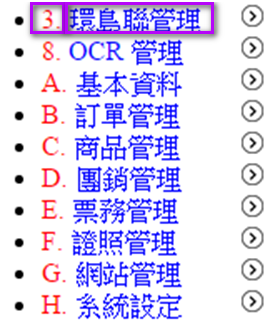 3. 環島聯管理
8. OCR 管理
A. 基本資料
B. 訂單管理
C. 商品管理
D. 團銷管理
E. 票務管理
F. 證照管理
G. 網站管理
H. 系統設定